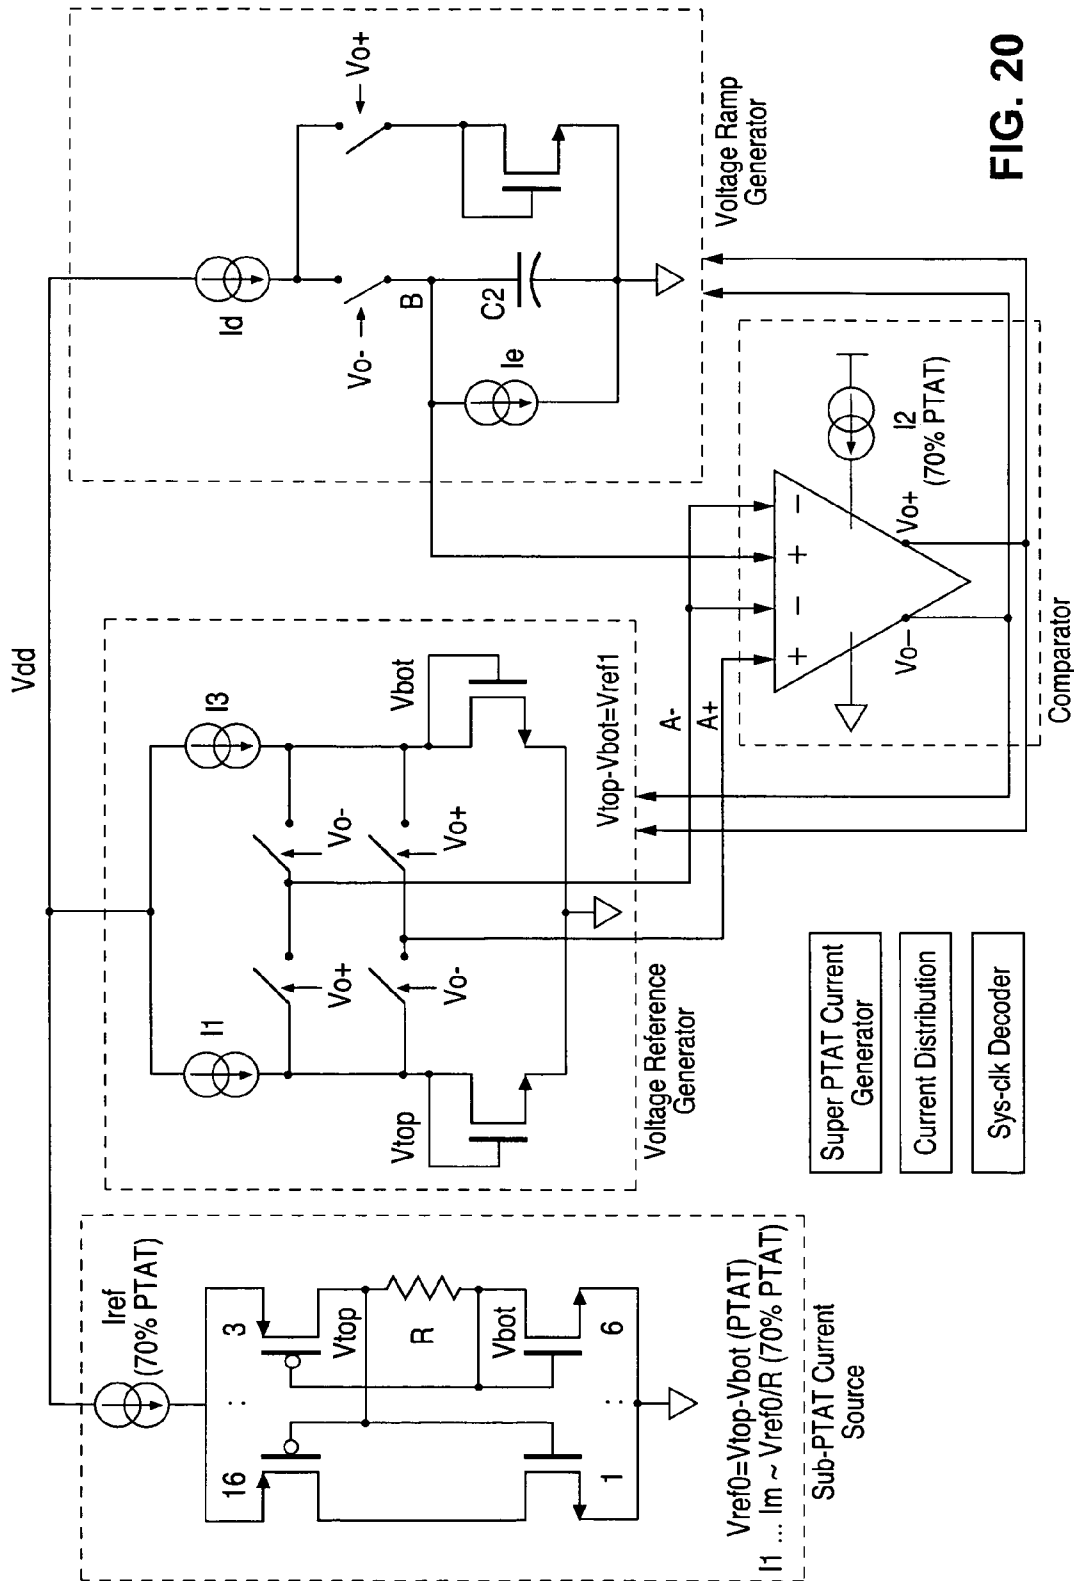 Vdd
Iref
(70% PTAT)
16
:
3
Vtop
R
Vbot
1
:
6
Vref0=Vtop-Vbot (PTAT)
I1 ... Im ~ Vref0/R (70% PTAT)
Sub-PTAT Current
Source
I1
I3
Vo+
Vo-
Vo-
Vo+
Vtop
Vbot
Vtop-Vbot=Vref1
Voltage Reference
Generator
Id
Vo-
Vo+
B
Ie
C2
Voltage Ramp
Generator
A-
A+
+
−
+
−
I2
(70% PTAT)
Vo−
Vo+
Comparator
Super PTAT Current
Generator
Current Distribution
Sys-clk Decoder
FIG. 20